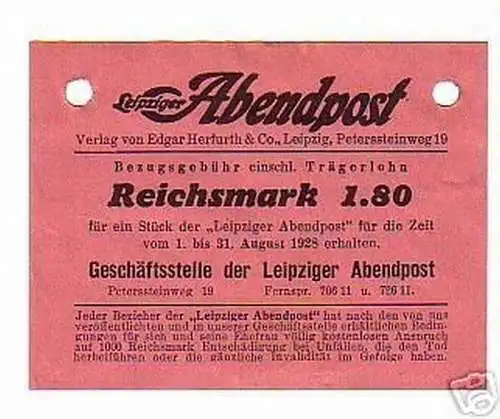 Leipziger Abendpost
Verlag von Edgar Herfurth & Co., Leipzig, Peterssteinweg 19
Bezugsgebühr einschl. Trägerlohn
Reichsmark 1.80
für ein Stück der „Leipziger Abendpost" für die Zeit
vom 1. bis 31. August 1928 erhalten.
Geschäftsstelle der Leipziger Abendpost
Peterssteinweg 19 Fernspr. 706 11 u. 726 11.
Jeder Bezieher der „Leipziger Abendpost" hat nach den von uns
veröffentlichten und in unserer Geschäftsstelle erhältlichen Bedin-
gungen für sich und seine Ehefrau völlig kostenlosen Anspruch
auf 1000 Reichsmark Entschädigung bei Unfällen, die den Tod
herbeiführen oder die gänzliche Invalidität im Gefolge haben.